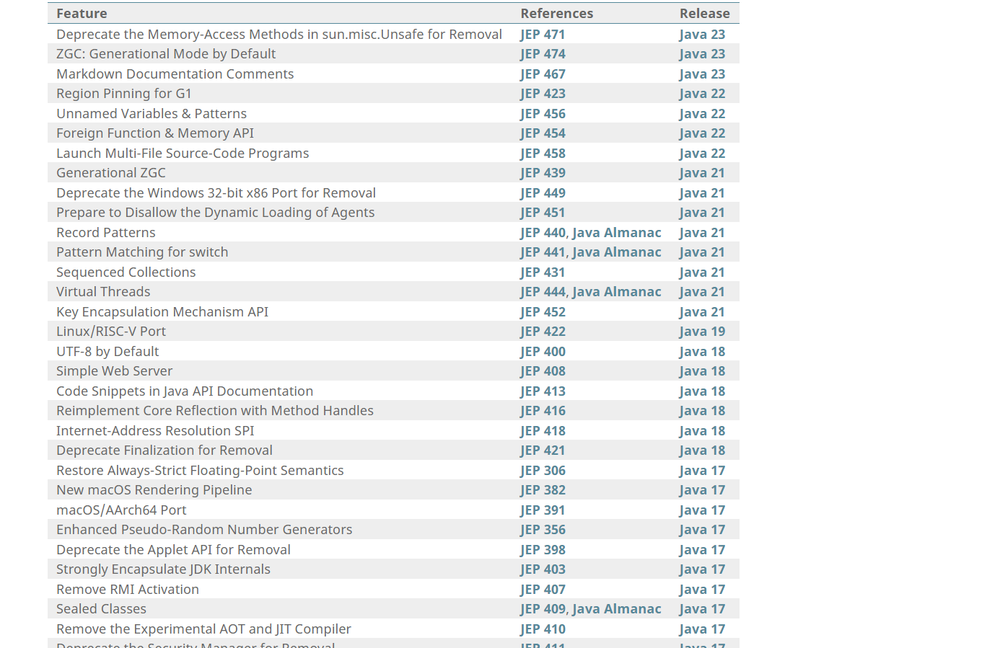 Feature References Release
Deprecate the Memory-Access Methods in sun.misc.Unsafe for Removal JEP 471 Java 23
ZGC: Generational Mode by Default JEP 474 Java 23
Markdown Documentation Comments JEP 467 Java 23
Region Pinning for G1 JEP 423 Java 22
Unnamed Variables & Patterns JEP 456 Java 22
Foreign Function & Memory API JEP 454 Java 22
Launch Multi-File Source-Code Programs JEP 458 Java 22
Generational ZGC JEP 439 Java 21
Deprecate the Windows 32-bit x86 Port for Removal JEP 449 Java 21
Prepare to Disallow the Dynamic Loading of Agents JEP 451 Java 21
Record Patterns JEP 440, Java Almanac Java 21
Pattern Matching for switch JEP 441, Java Almanac Java 21
Sequenced Collections JEP 431 Java 21
Virtual Threads JEP 444, Java Almanac Java 21
Key Encapsulation Mechanism API JEP 452 Java 21
Linux/RISC-V Port JEP 422 Java 19
UTF-8 by Default JEP 400 Java 18
Simple Web Server JEP 408 Java 18
Code Snippets in Java API Documentation JEP 413 Java 18
Reimplement Core Reflection with Method Handles JEP 416 Java 18
Internet-Address Resolution SPI JEP 418 Java 18
Deprecate Finalization for Removal JEP 421 Java 18
Restore Always-Strict Floating-Point Semantics JEP 306 Java 17
New macOS Rendering Pipeline JEP 382 Java 17
macOS/AArch64 Port JEP 391 Java 17
Enhanced Pseudo-Random Number Generators JEP 356 Java 17
Deprecate the Applet API for Removal JEP 398 Java 17
Strongly Encapsulate JDK Internals JEP 403 Java 17
Remove RMI Activation JEP 407 Java 17
Sealed Classes JEP 409, Java Almanac Java 17
Remove the Experimental AOT and JIT Compiler JEP 410 Java 17
Deprecate the Security Manager for Removal JEP 411 Java 17